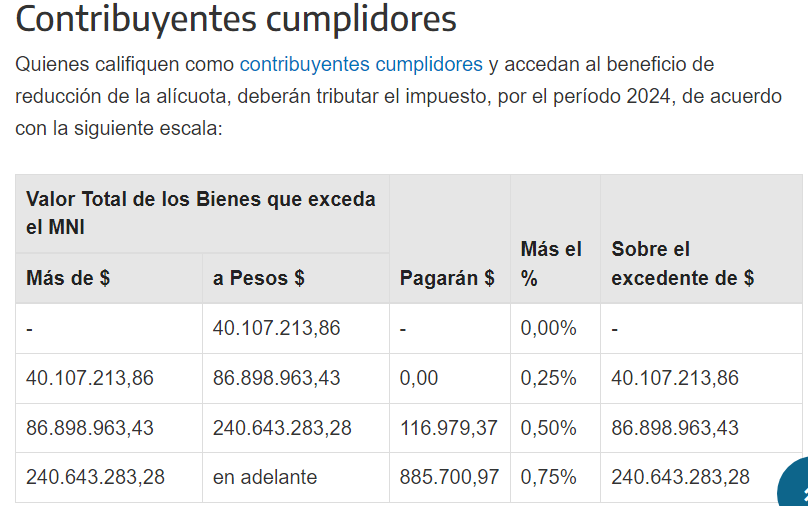 Contribuyentes cumplidores
Quienes califiquen como contribuyentes cumplidores y accedan al beneficio de
reducción de la alícuota, deberán tributar el impuesto, por el período 2024, de acuerdo
con la siguiente escala:
Valor Total de los Bienes que exceda
el MNI
Más de $ a Pesos $ Pagarán $ Más el
% Sobre el
excedente de $
- 40.107.213,86 - 0,00% -
40.107.213,86 86.898.963,43 0,00 0,25% 40.107.213,86
86.898.963,43 240.643.283,28 116.979,37 0,50% 86.898.963,43
240.643.283,28 en adelante 885.700,97 0,75% 240.643.283,28